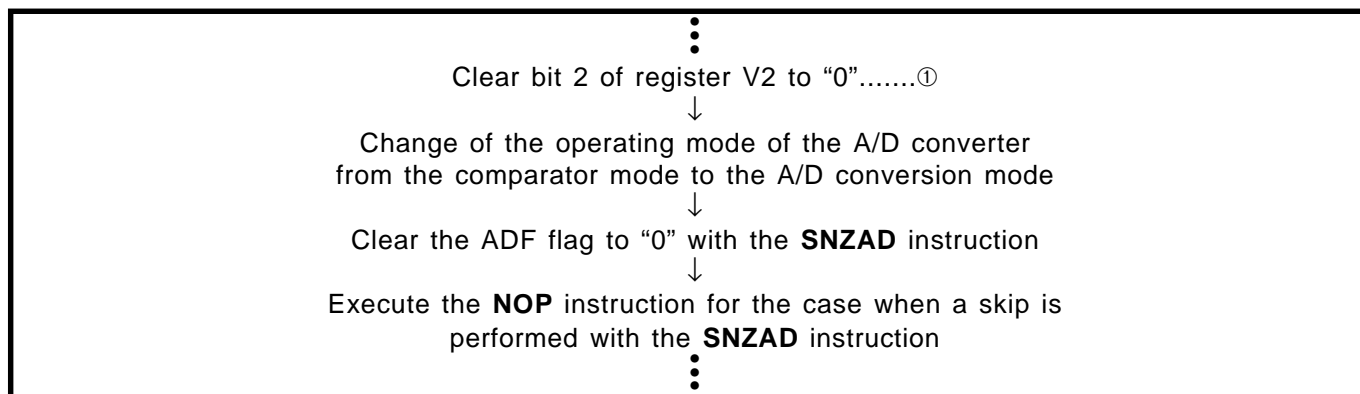 Clear bit 2 of register V2 to “0”.......①
↓
Change of the operating mode of the A/D converter
from the comparator mode to the A/D conversion mode
↓
Clear the ADF flag to “0” with the SNZAD instruction
↓
Execute the NOP instruction for the case when a skip is
performed with the SNZAD instruction